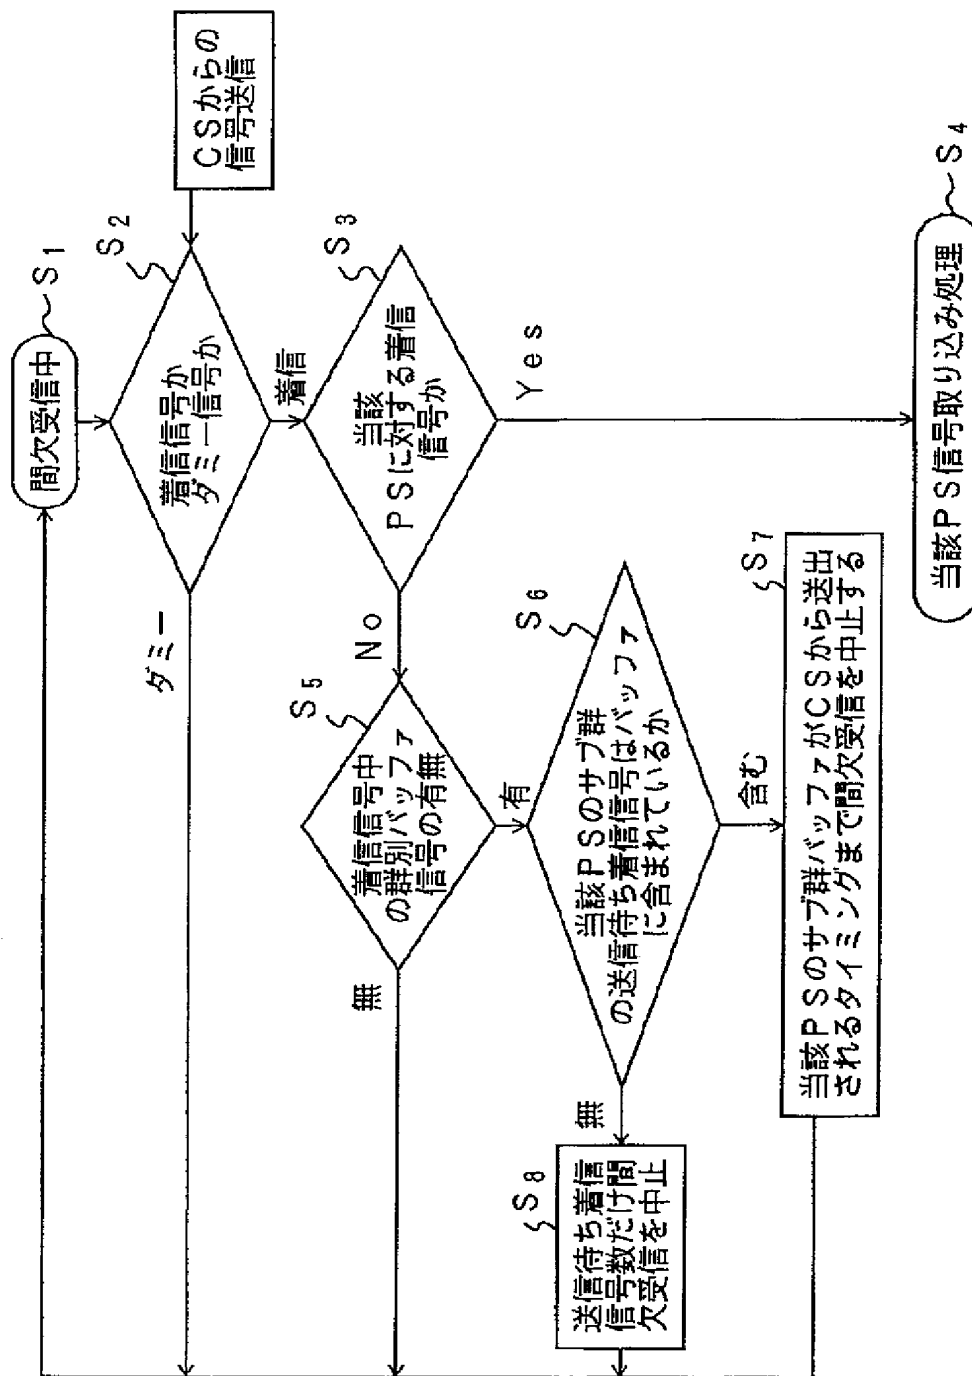 間欠受信中
S1
CSからの
信号送信
S2
着信信号か
ダミー信号か
ダミー
着信
S3
当該
PSに対する着信
信号か
Yes
No
S4
当該PS信号取り込み処理
S5
着信信号中
の群別バッファ
信号の有無
無
有
S6
当該PSのサブ群
の送信待ち着信信号はバッファ
に含まれているか
無
含む
S7
当該PSのサブ群バッファがCSから送出
されるタイミングまで間欠受信を中止する
S8
送信待ち着信
信号数だけ間
欠受信を中止